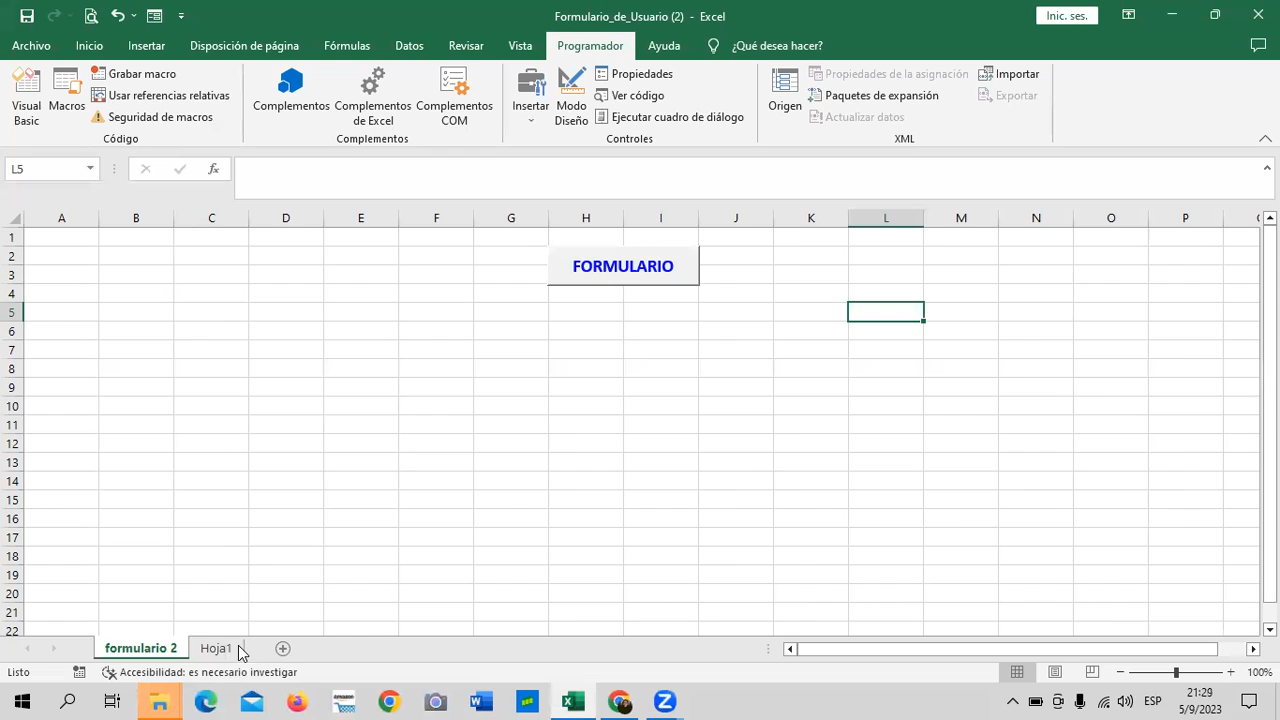 Formulario_de_Usuario (2) - Excel
Inic. ses.
Archivo Inicio Insertar Disposición de página Fórmulas Datos Revisar Vista Programador Ayuda ¿Qué desea hacer?
Visual Basic
Macros
Grabar macro
Usar referencias relativas
Seguridad de macros
Código
Complementos
Complementos de Excel
Complementos COM
Complementos
Insertar
Modo Diseño
Propiedades
Ver código
Ejecutar cuadro de diálogo
Controles
Origen
Propiedades de la asignación
Paquetes de expansión
Actualizar datos
Importar
Exportar
XML
L5
fx
A B C D E F G H I J K L M N O P
1
2
3
4
5
6
7
8
9
10
11
12
13
14
15
16
17
18
19
20
21
22
FORMULARIO
formulario 2 Hoja1
Listo Accesibilidad: es necesario investigar 100%
ESP
21:29
5/9/2023